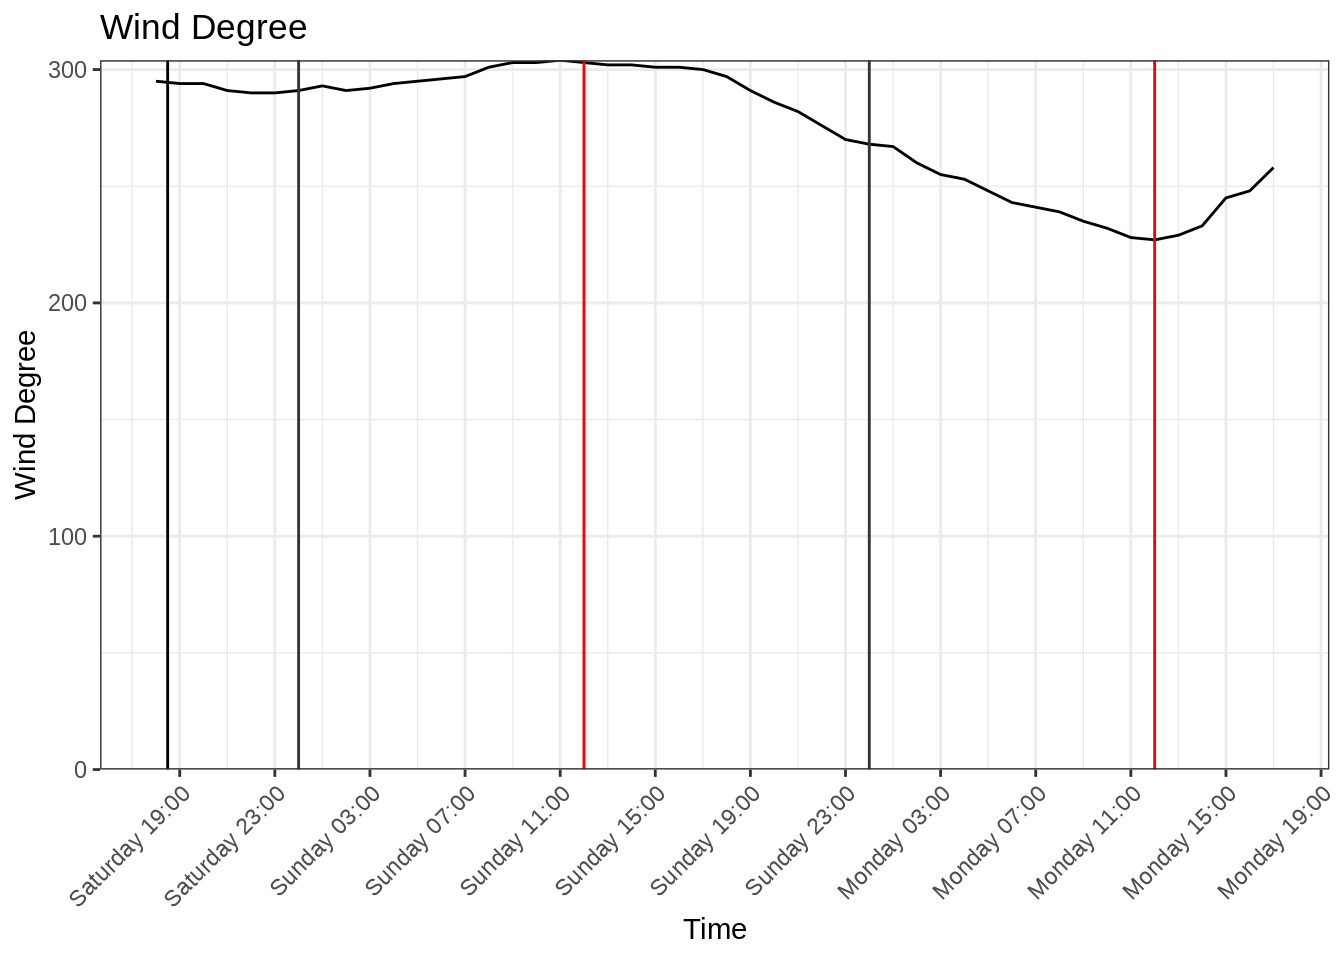 Wind Degree
Wind Degree
300
200
100
0
Saturday 19:00
Saturday 23:00
Sunday 03:00
Sunday 07:00
Sunday 11:00
Sunday 15:00
Sunday 19:00
Sunday 23:00
Monday 03:00
Monday 07:00
Monday 11:00
Monday 15:00
Monday 19:00
Time